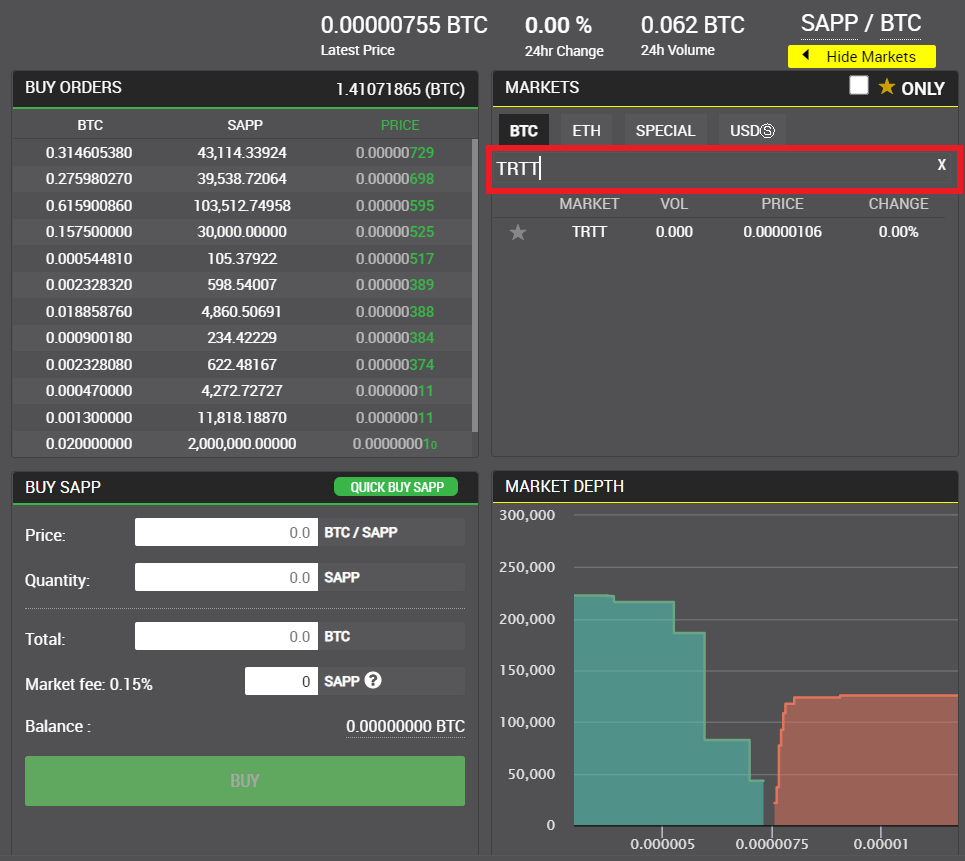 0.00000755 BTC 0.00 % 0.062 BTC SAPP / BTC
Latest Price 24hr Change 24h Volume Hide Markets
BUY ORDERS 1.41071865 (BTC)
BTC SAPP PRICE
0.314605380 43,114.33924 0.00000729
0.275980270 39,538.72064 0.00000698
0.615900860 103,512.74958 0.00000595
0.157500000 30,000.00000 0.00000525
0.000544810 105.37922 0.00000517
0.002328320 598.54007 0.00000389
0.018858760 4,860.50691 0.00000388
0.000900180 234.42229 0.00000384
0.002328080 622.48167 0.00000374
0.000470000 4,272.72727 0.00000011
0.001300000 11,818.18870 0.00000011
0.020000000 2,000,000.00000 0.000000010
MARKETS ★ ONLY
BTC ETH SPECIAL USDⓈ
TRTT X
MARKET VOL PRICE CHANGE
★ TRTT 0.000 0.00000106 0.00%
BUY SAPP QUICK BUY SAPP
Price: 0.0 BTC / SAPP
Quantity: 0.0 SAPP
Total: 0.0 BTC
Market fee: 0.15% 0 SAPP ?
Balance : 0.00000000 BTC
BUY
MARKET DEPTH
300,000
250,000
200,000
150,000
100,000
50,000
0
0.000005 0.0000075 0.00001